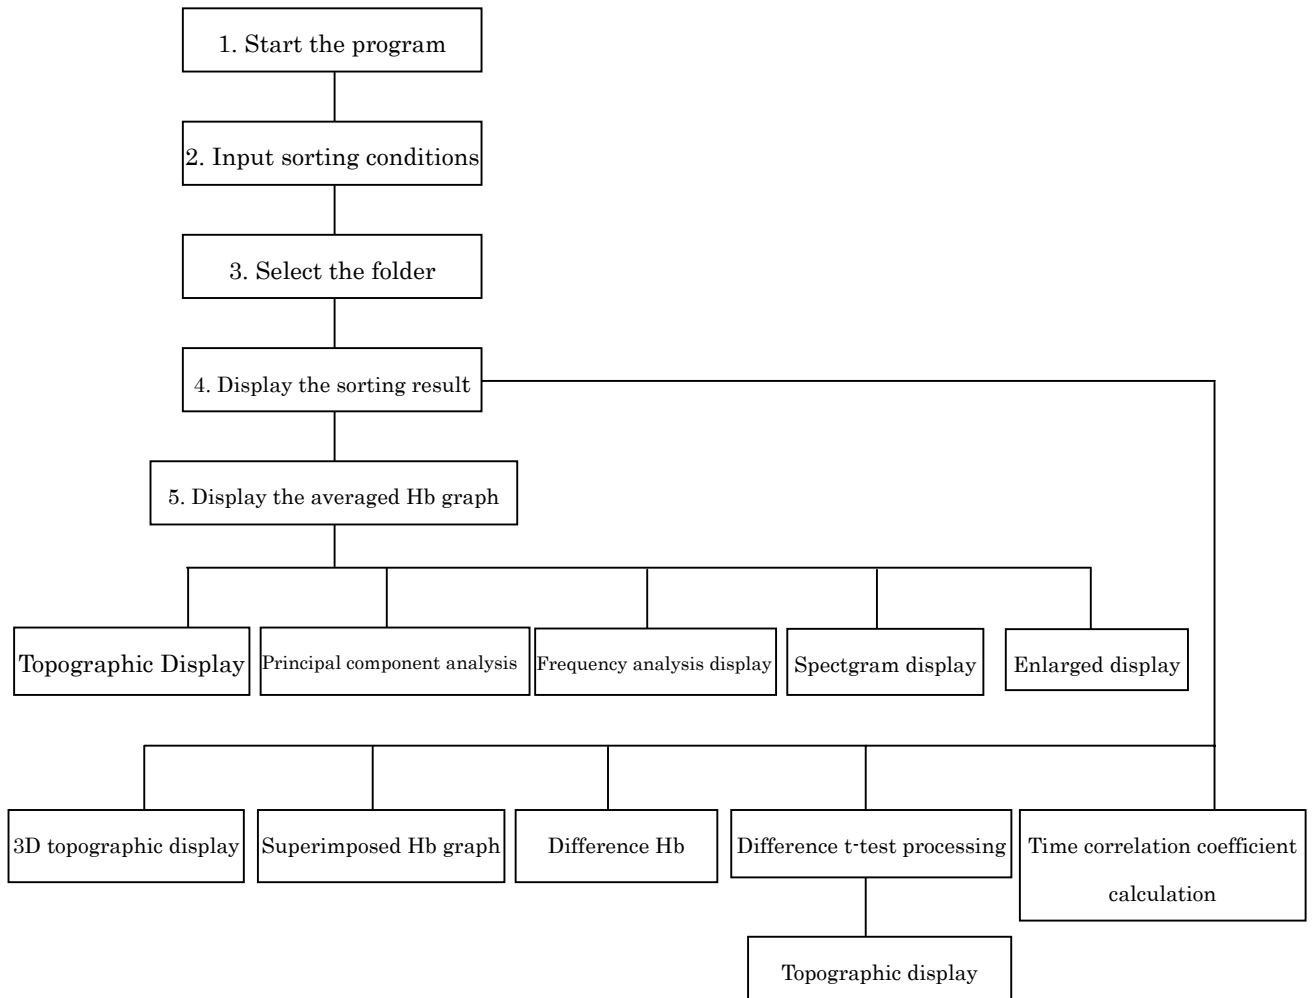 1. Start the program
2. Input sorting conditions
3. Select the folder
4. Display the sorting result
5. Display the averaged Hb graph
Topographic Display
Principal component analysis
Frequency analysis display
Spectgram display
Enlarged display
3D topographic display
Superimposed Hb graph
Difference Hb
Difference t-test processing
Time correlation coefficient
calculation
Topographic display